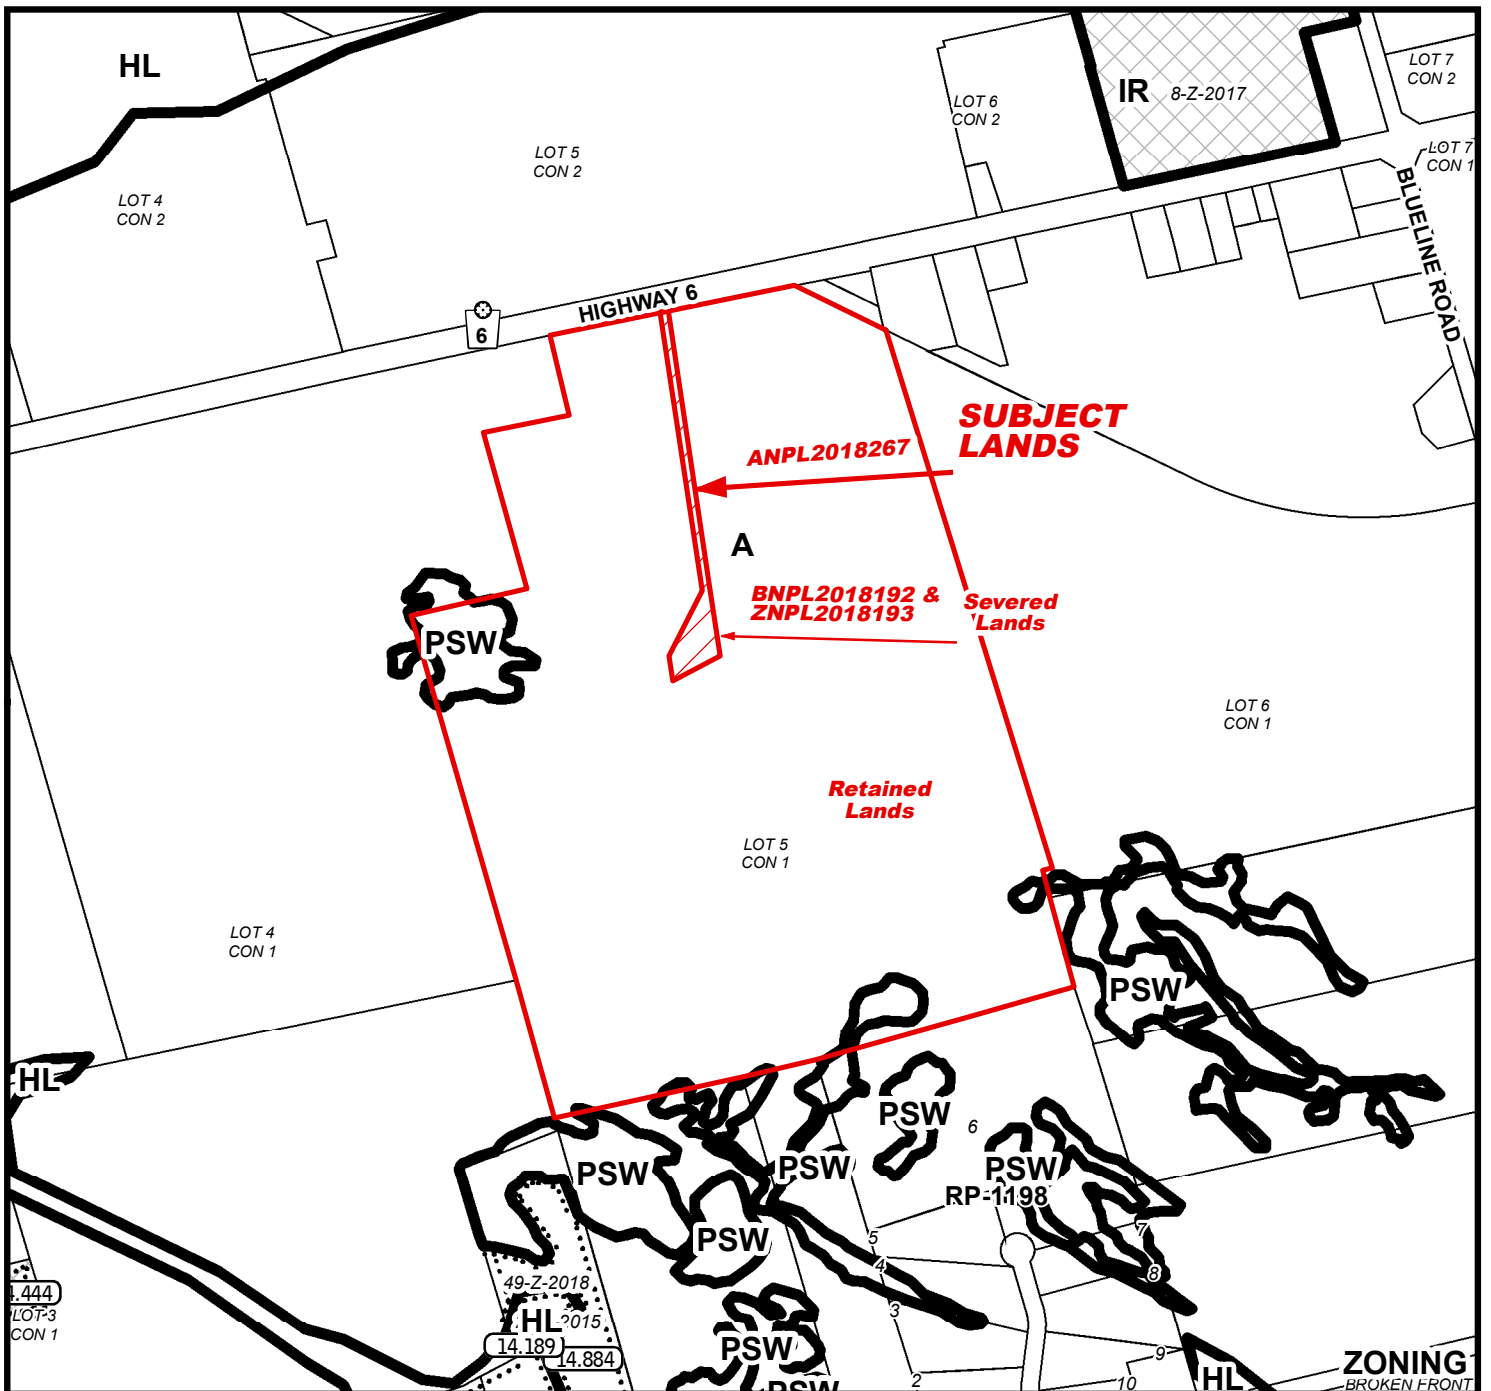 HL
IR
8-Z-2017
LOT 7
CON 2
LOT 6
CON 2
LOT 5
CON 2
LOT 7
CON 1
LOT 4
CON 2
BLUELINE ROAD
HIGHWAY 6
6
SUBJECT
LANDS
ANPL2018267
A
BNPL2018192 &
ZNPL2018193
Severed
Lands
PSW
LOT 6
CON 1
Retained
Lands
LOT 5
CON 1
LOT 4
CON 1
PSW
HL
PSW
6
PSW
PSW
PSW
RP-1198
PSW
5
4
7
8
3
49-Z-2018
HL
2015
.444
LOT 3
CON 1
14.189
14.884
PSW
9
2
10
PSW
HL
ZONING
BROKEN FRONT